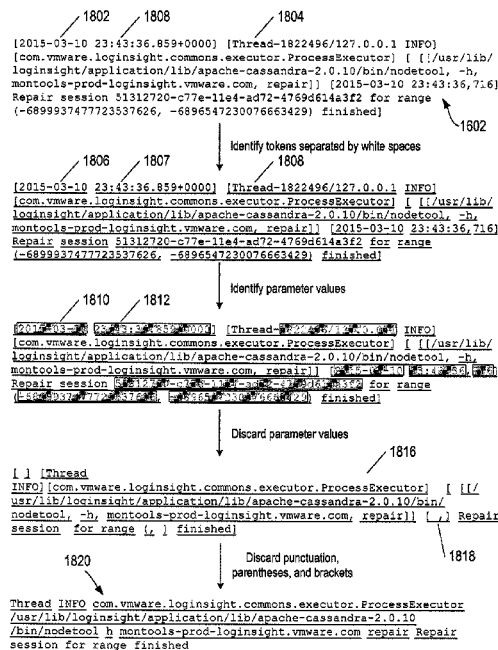 1802 1808 1804
[2015-03-10 23:43:36.859+0000] [Thread-1822496/127.0.0.1 INFO]
[com.vmware.loginsight.commons.executor.ProcessExecutor] [ [[/usr/lib/
loginsight/application/lib/apache-cassandra-2.0.10/bin/nodetool, -h,
montools-prod-loginsight.vmware.com, repair]] [2015-03-10 23:43:36,716]
Repair session 51312720-c77e-11e4-ad72-4769d614a3f2 for range
(-6899937477723537626, -6896547230076663429) finished]
1602
Identify tokens separated by white spaces
1806 1807 1808
[2015-03-10 23:43:36.859+0000] [Thread-1822496/127.0.0.1 INFO]
[com.vmware.loginsight.commons.executor.ProcessExecutor] [ [[/usr/lib/
loginsight/application/lib/apache-cassandra-2.0.10/bin/nodetool, -h,
montools-prod-loginsight.vmware.com, repair]] [2015-03-10 23:43:36,716]
Repair session 51312720-c77e-11e4-ad72-4769d614a3f2 for range
(-6899937477723537626, -6896547230076663429) finished]
Identify parameter values
1810 1812
[Thread- INFO]
[com.vmware.loginsight.commons.executor.ProcessExecutor] [ [[/usr/lib/
loginsight/application/lib/apache-cassandra-2.0.10/bin/nodetool, -h,
montools-prod-loginsight.vmware.com, repair]]
Repair session for range
finished]
Discard parameter values
1816
[ ] [Thread
INFO][com.vmware.loginsight.commons.executor.ProcessExecutor] [ [[/
usr/lib/loginsight/application/lib/apache-cassandra-2.0.10/bin/
nodetool, -h, montools-prod-loginsight.vmware.com, repair]] [ ,] Repair
session for range (, ) finished]
1818
Discard punctuation,
parentheses, and brackets
1820
Thread INFO com.vmware.loginsight.commons.executor.ProcessExecutor
/usr/lib/loginsight/application/lib/apache-cassandra-2.0.10
/bin/nodetool h montools-prod-loginsight.vmware.com repair Repair
session for range finished